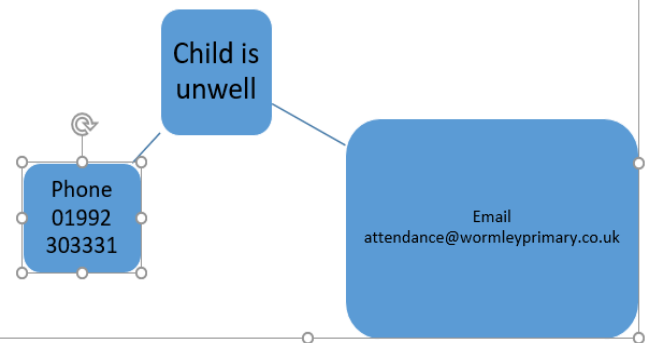 Child is
unwell
Phone
01992
303331
Email
attendance@wormleyprimary.co.uk